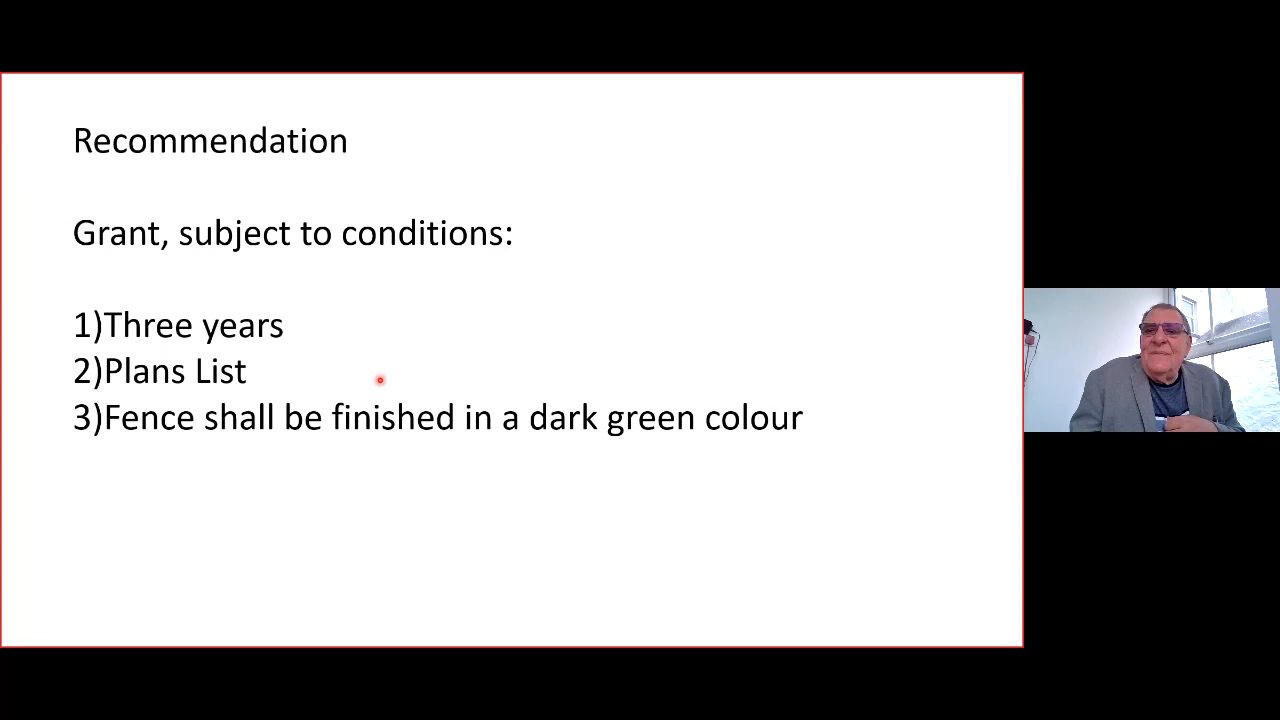 Recommendation
Grant, subject to conditions:
1)Three years
2)Plans List
3)Fence shall be finished in a dark green colour